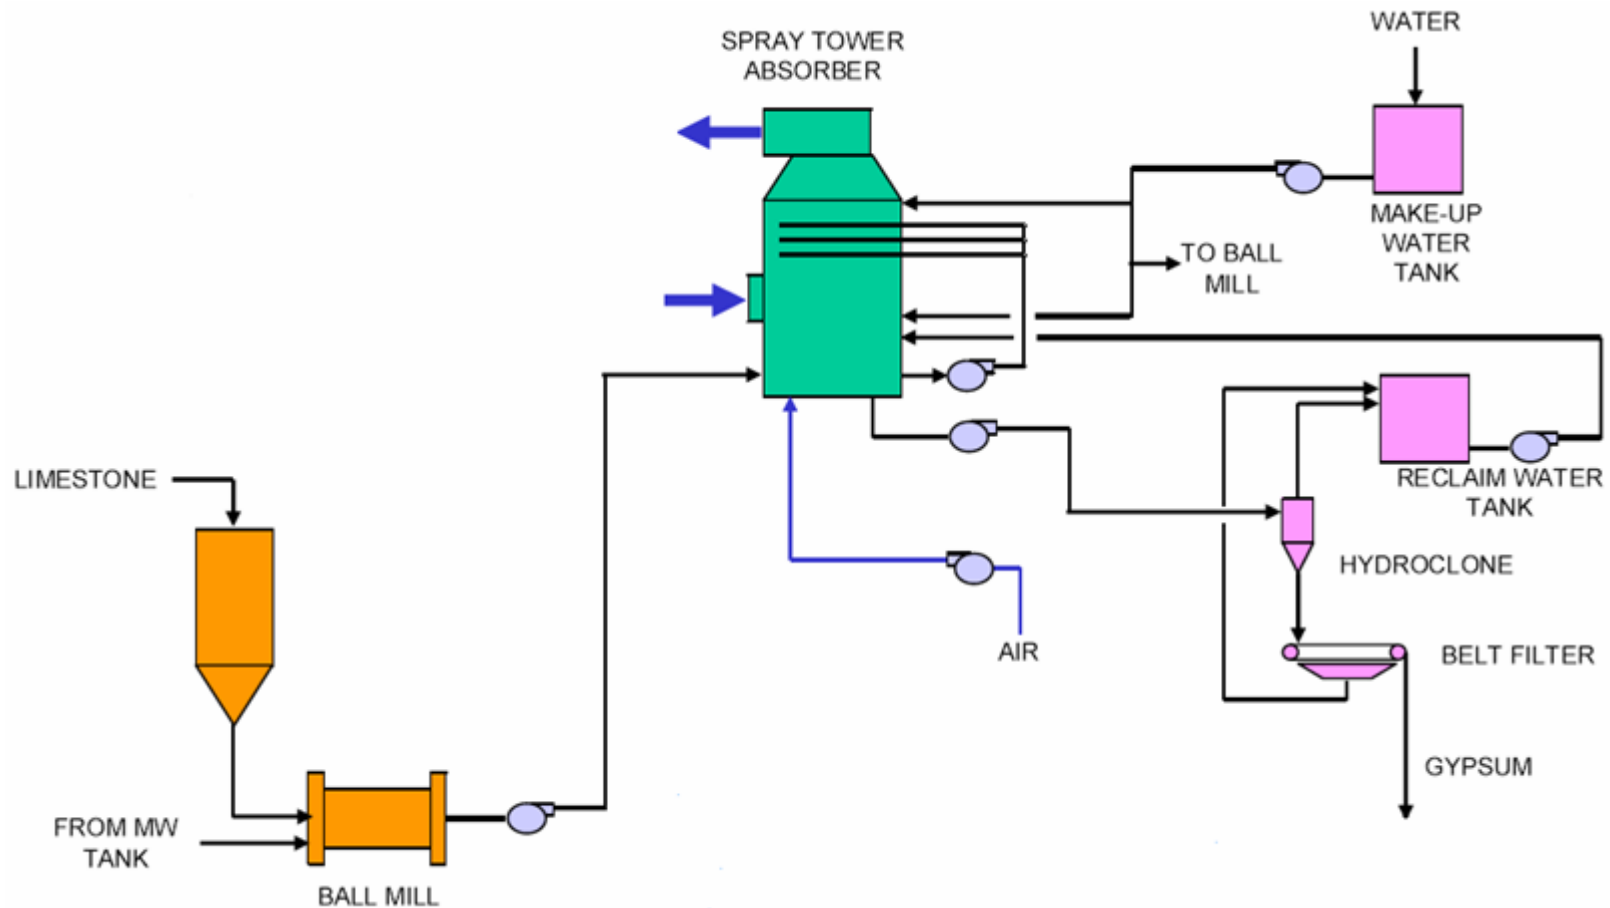 WATER
SPRAY TOWER
ABSORBER
MAKE-UP
WATER
TANK
TO BALL
MILL
LIMESTONE
RECLAIM WATER
TANK
HYDROCLONE
AIR
BELT FILTER
GYPSUM
FROM MW
TANK
BALL MILL